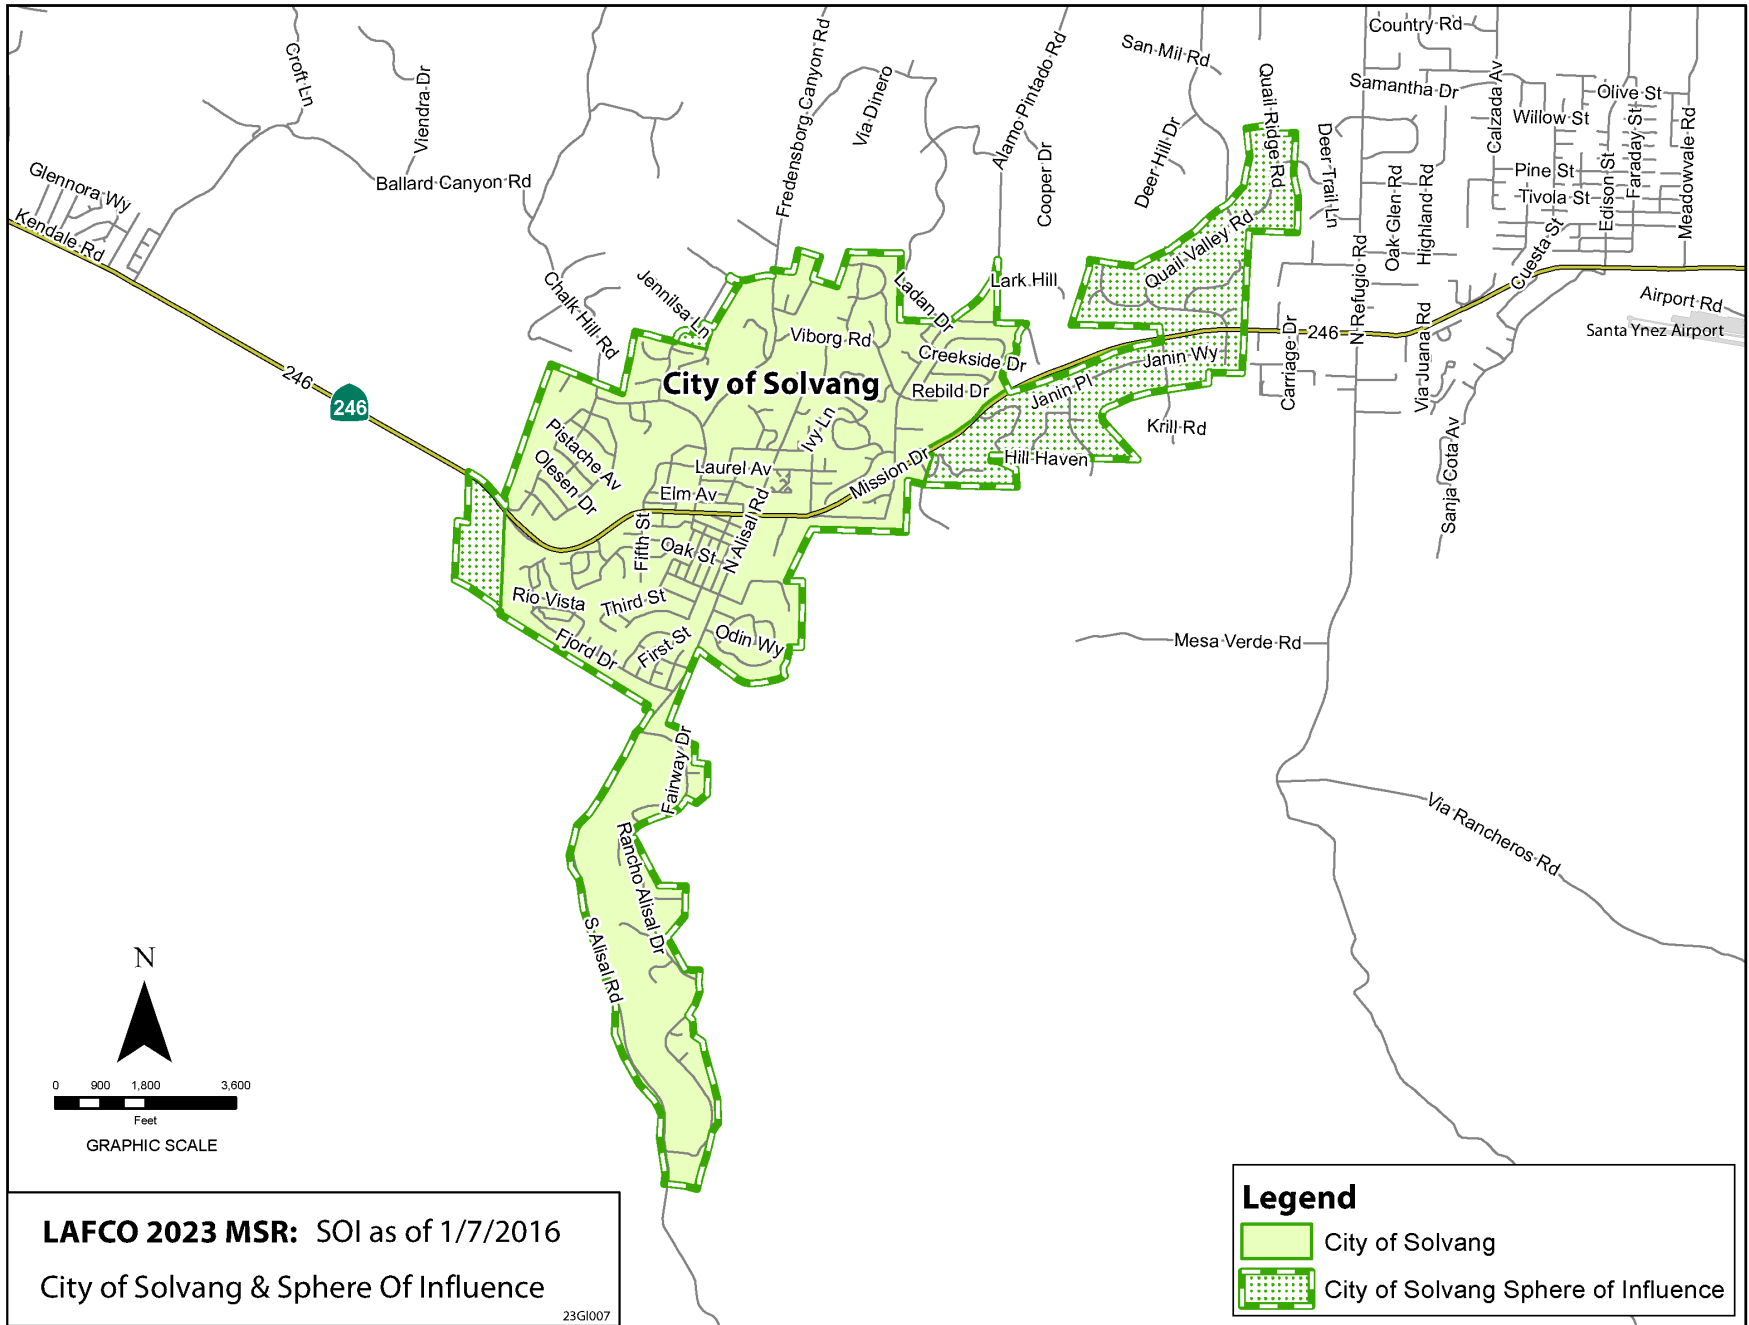 Country Rd
San Mil Rd
Croft Ln
Viendra Dr
Fredensborg Canyon Rd
Via Dinero
Alamo Pintado Rd
Quail Ridge Rd
Samantha Dr
Calzada Av
Olive St
Willow St
Faraday St
Meadowvale Rd
Deer Hill Dr
Deer Trail Ln
Cooper Dr
Glennora Wy
Ballard Canyon Rd
Oak Glen Rd
Highland Rd
Pine St
Tivola St
Edison St
Kendale Rd
Quail Valley Rd
Cuesta St
Chalk Hill Rd
Jennilsa Ln
Ladan Dr
Lark Hill
N Refugio Rd
Airport Rd
Santa Ynez Airport
Viborg Rd
Creekside Dr
Janin Wy
246
Carriage Dr
Via Juana Rd
246
246
City of Solvang
Rebild Dr
Janin Pl
Krill Rd
Pistache Av
Olesen Dr
Ivy Ln
Laurel Av
Mission Dr
Hill Haven
Sanja Cota Av
Elm Av
Fifth St
Oak St
N Alisal Rd
Rio Vista
Third St
Fjord Dr
First St
Odin Wy
Mesa Verde Rd
Fairway Dr
Rancho Alisal Dr
Via Rancheros Rd
S Alisal Rd
N
0 900 1,800 3,600
Feet
GRAPHIC SCALE
LAFCO 2023 MSR: SOI as of 1/7/2016
City of Solvang & Sphere Of Influence
23GI007
Legend
City of Solvang
City of Solvang Sphere of Influence